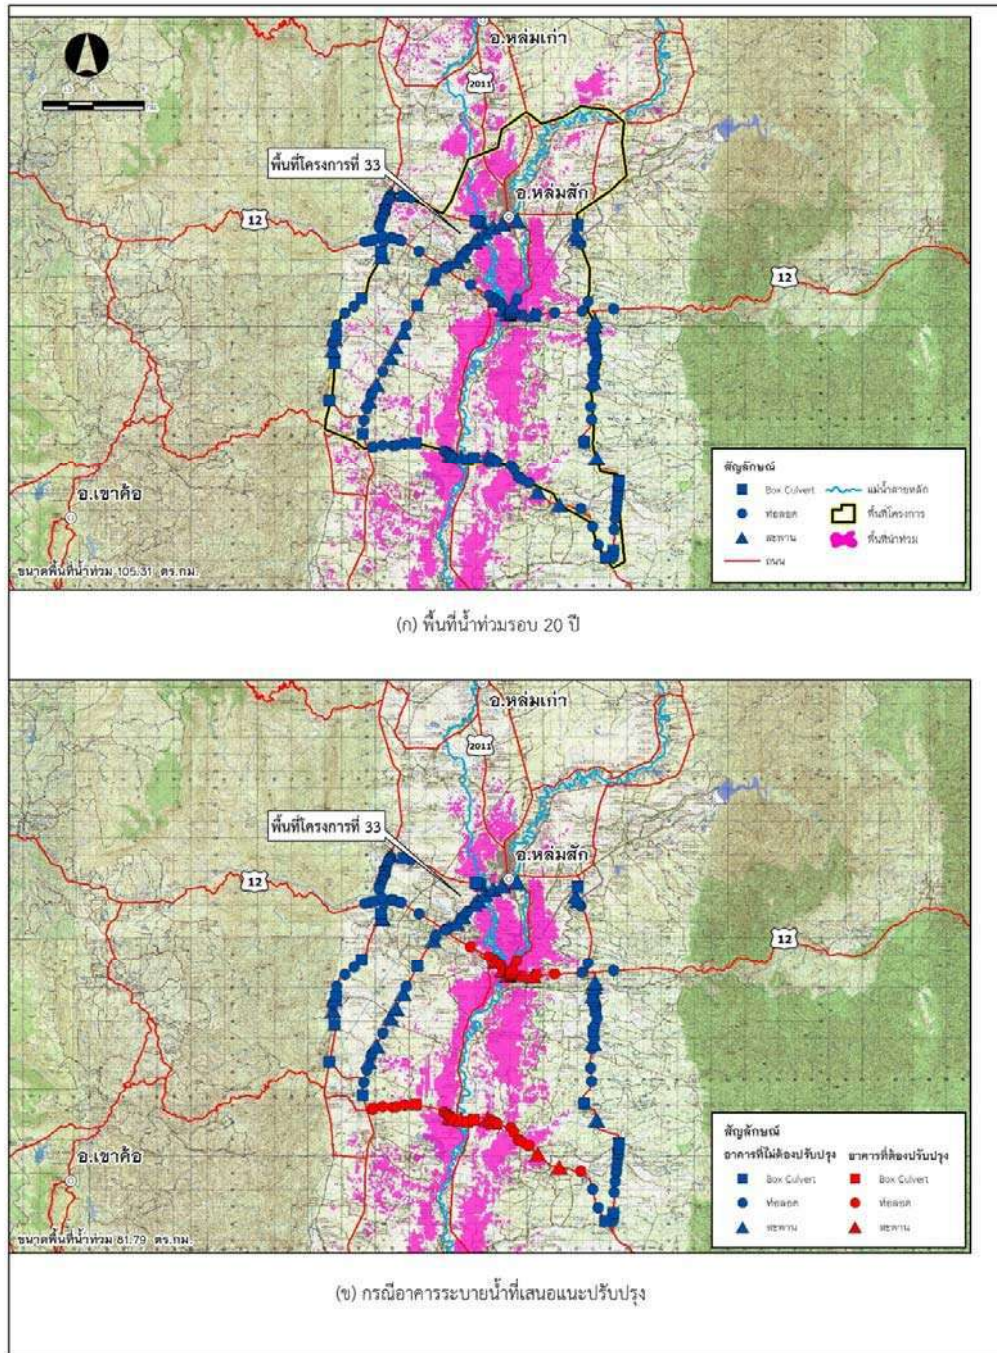 อ.หล่มเก่า
2011
พื้นที่โครงการที่ 33
อ.หล่มสัก
12
12
อ.เขาค้อ
ขนาดพื้นที่น้ำท่วม 105.31 ตร.กม.
สัญลักษณ์
Box Culvert
แม่น้ำสายหลัก
ท่อลอด
พื้นที่โครงการ
สะพาน
พื้นที่น้ำท่วม
ถนน
(ก) พื้นที่น้ำท่วมรอบ 20 ปี
อ.หล่มเก่า
2011
พื้นที่โครงการที่ 33
อ.หล่มสัก
12
12
อ.เขาค้อ
ขนาดพื้นที่น้ำท่วม 81.79 ตร.กม.
สัญลักษณ์
อาคารที่ไม่ต้องปรับปรุง อาคารที่ต้องปรับปรุง
Box Culvert Box Culvert
ท่อลอด ท่อลอด
สะพาน สะพาน
(ข) กรณีอาคารระบายน้ำที่เสนอแนะปรับปรุง